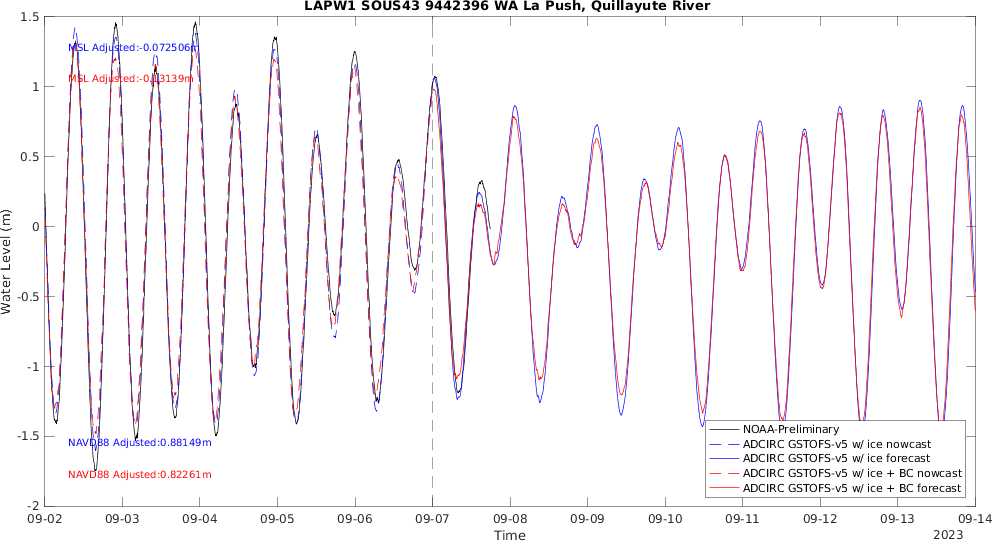 LAPW1 SOUS43 9442396 WA La Push, Quillayute River
1.5
1
0.5
0
-0.5
-1
-1.5
-2
Water Level (m)
MSL Adjusted:-0.072506m
MSL Adjusted:-0.13139m
NAVD88 Adjusted:0.88149m
NAVD88 Adjusted:0.82261m
NOAA-Preliminary
ADCIRC GSTOFS-v5 w/ ice nowcast
ADCIRC GSTOFS-v5 w/ ice forecast
ADCIRC GSTOFS-v5 w/ ice + BC nowcast
ADCIRC GSTOFS-v5 w/ ice + BC forecast
09-02 09-03 09-04 09-05 09-06 09-07 09-08 09-09 09-10 09-11 09-12 09-13 09-14
Time
2023